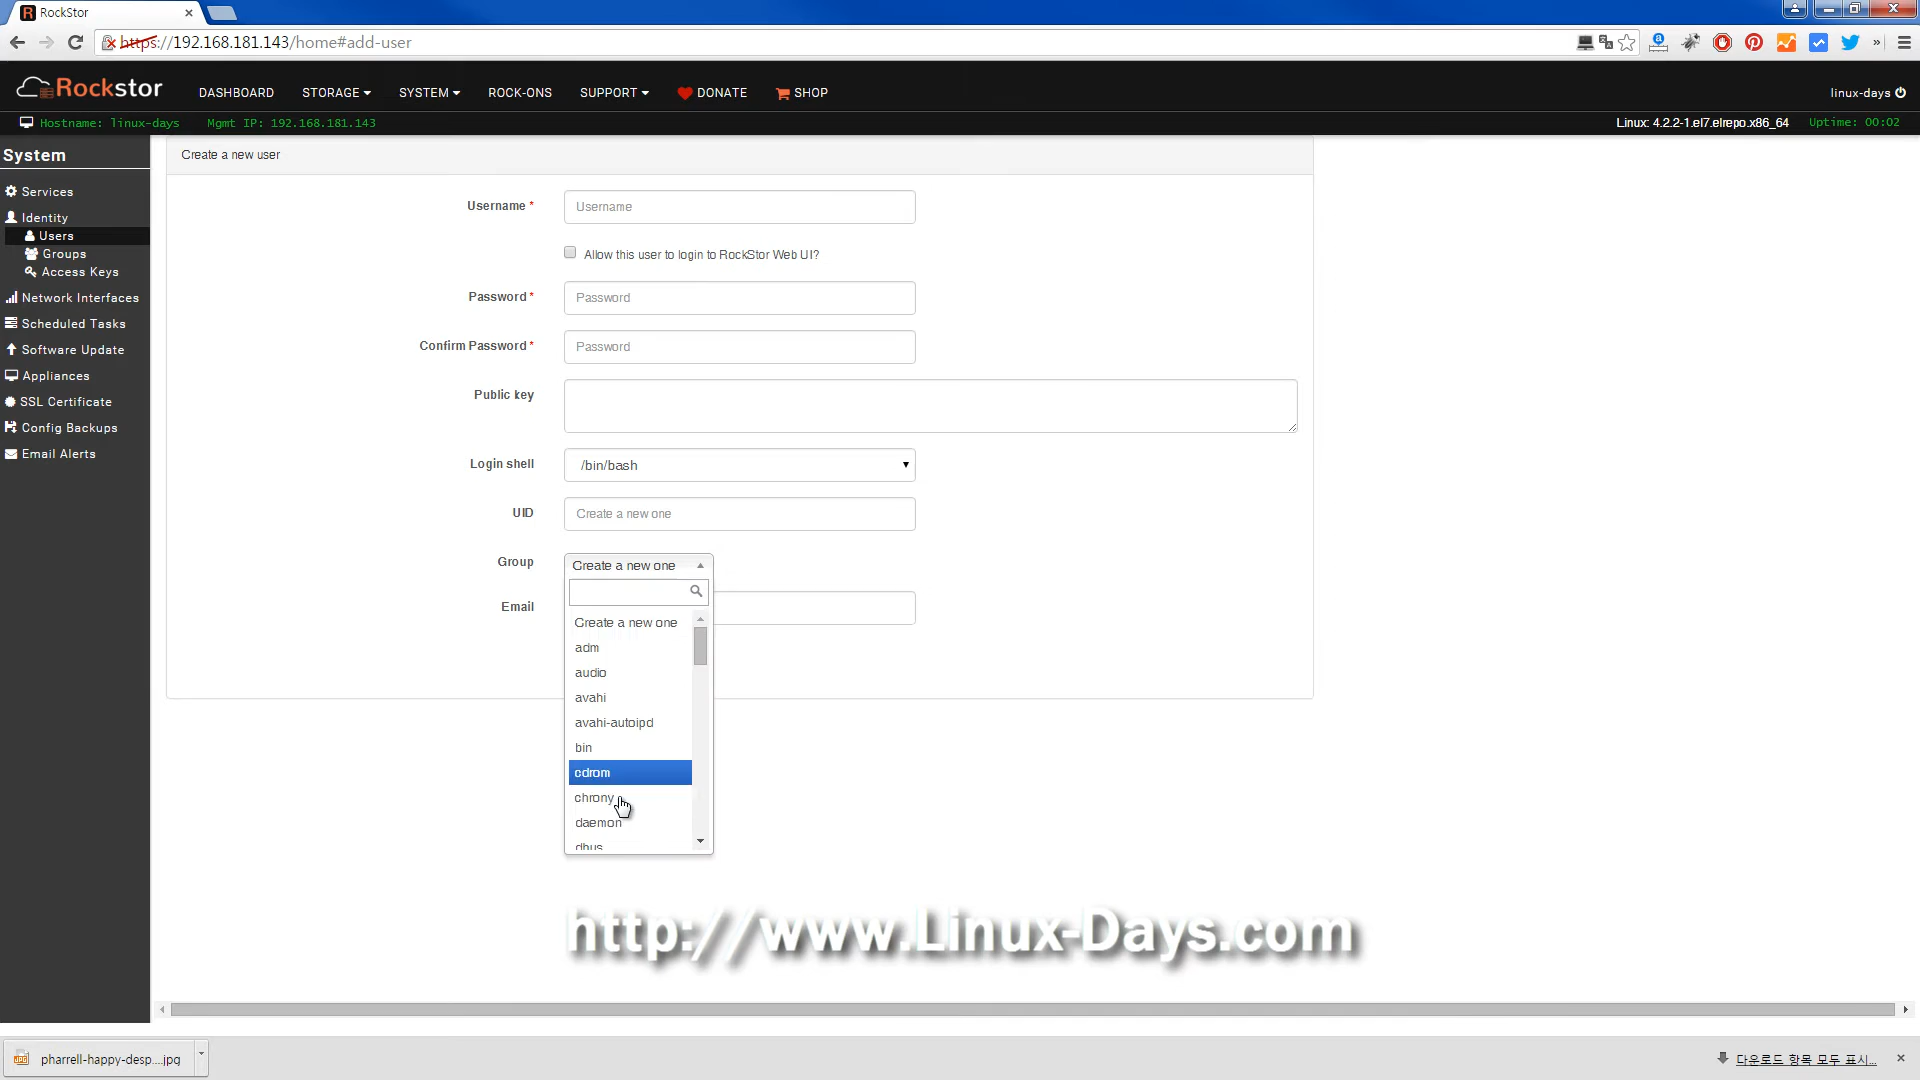 RockStor
https://192.168.181.143/home#add-user
Rockstor
DASHBOARD
STORAGE
SYSTEM
ROCK-ONS
SUPPORT
DONATE
SHOP
linux-days
Hostname: linux-days
Mgmt IP: 192.168.181.143
Linux: 4.2.2-1.el7.elrepo.x86_64
Uptime: 00:02
System
Services
Identity
Users
Groups
Access Keys
Network Interfaces
Scheduled Tasks
Software Update
Appliances
SSL Certificate
Config Backups
Email Alerts
Create a new user
Username *
Username
Allow this user to login to RockStor Web UI?
Password *
Password
Confirm Password *
Password
Public key
Login shell
/bin/bash
UID
Create a new one
Group
Create a new one
Email
Create a new one
adm
audio
avahi
avahi-autoipd
bin
cdrom
chrony
daemon
dbus
http://www.Linux-Days.com
pharrell-happy-desp....jpg
다운로드 항목 모두 표시...